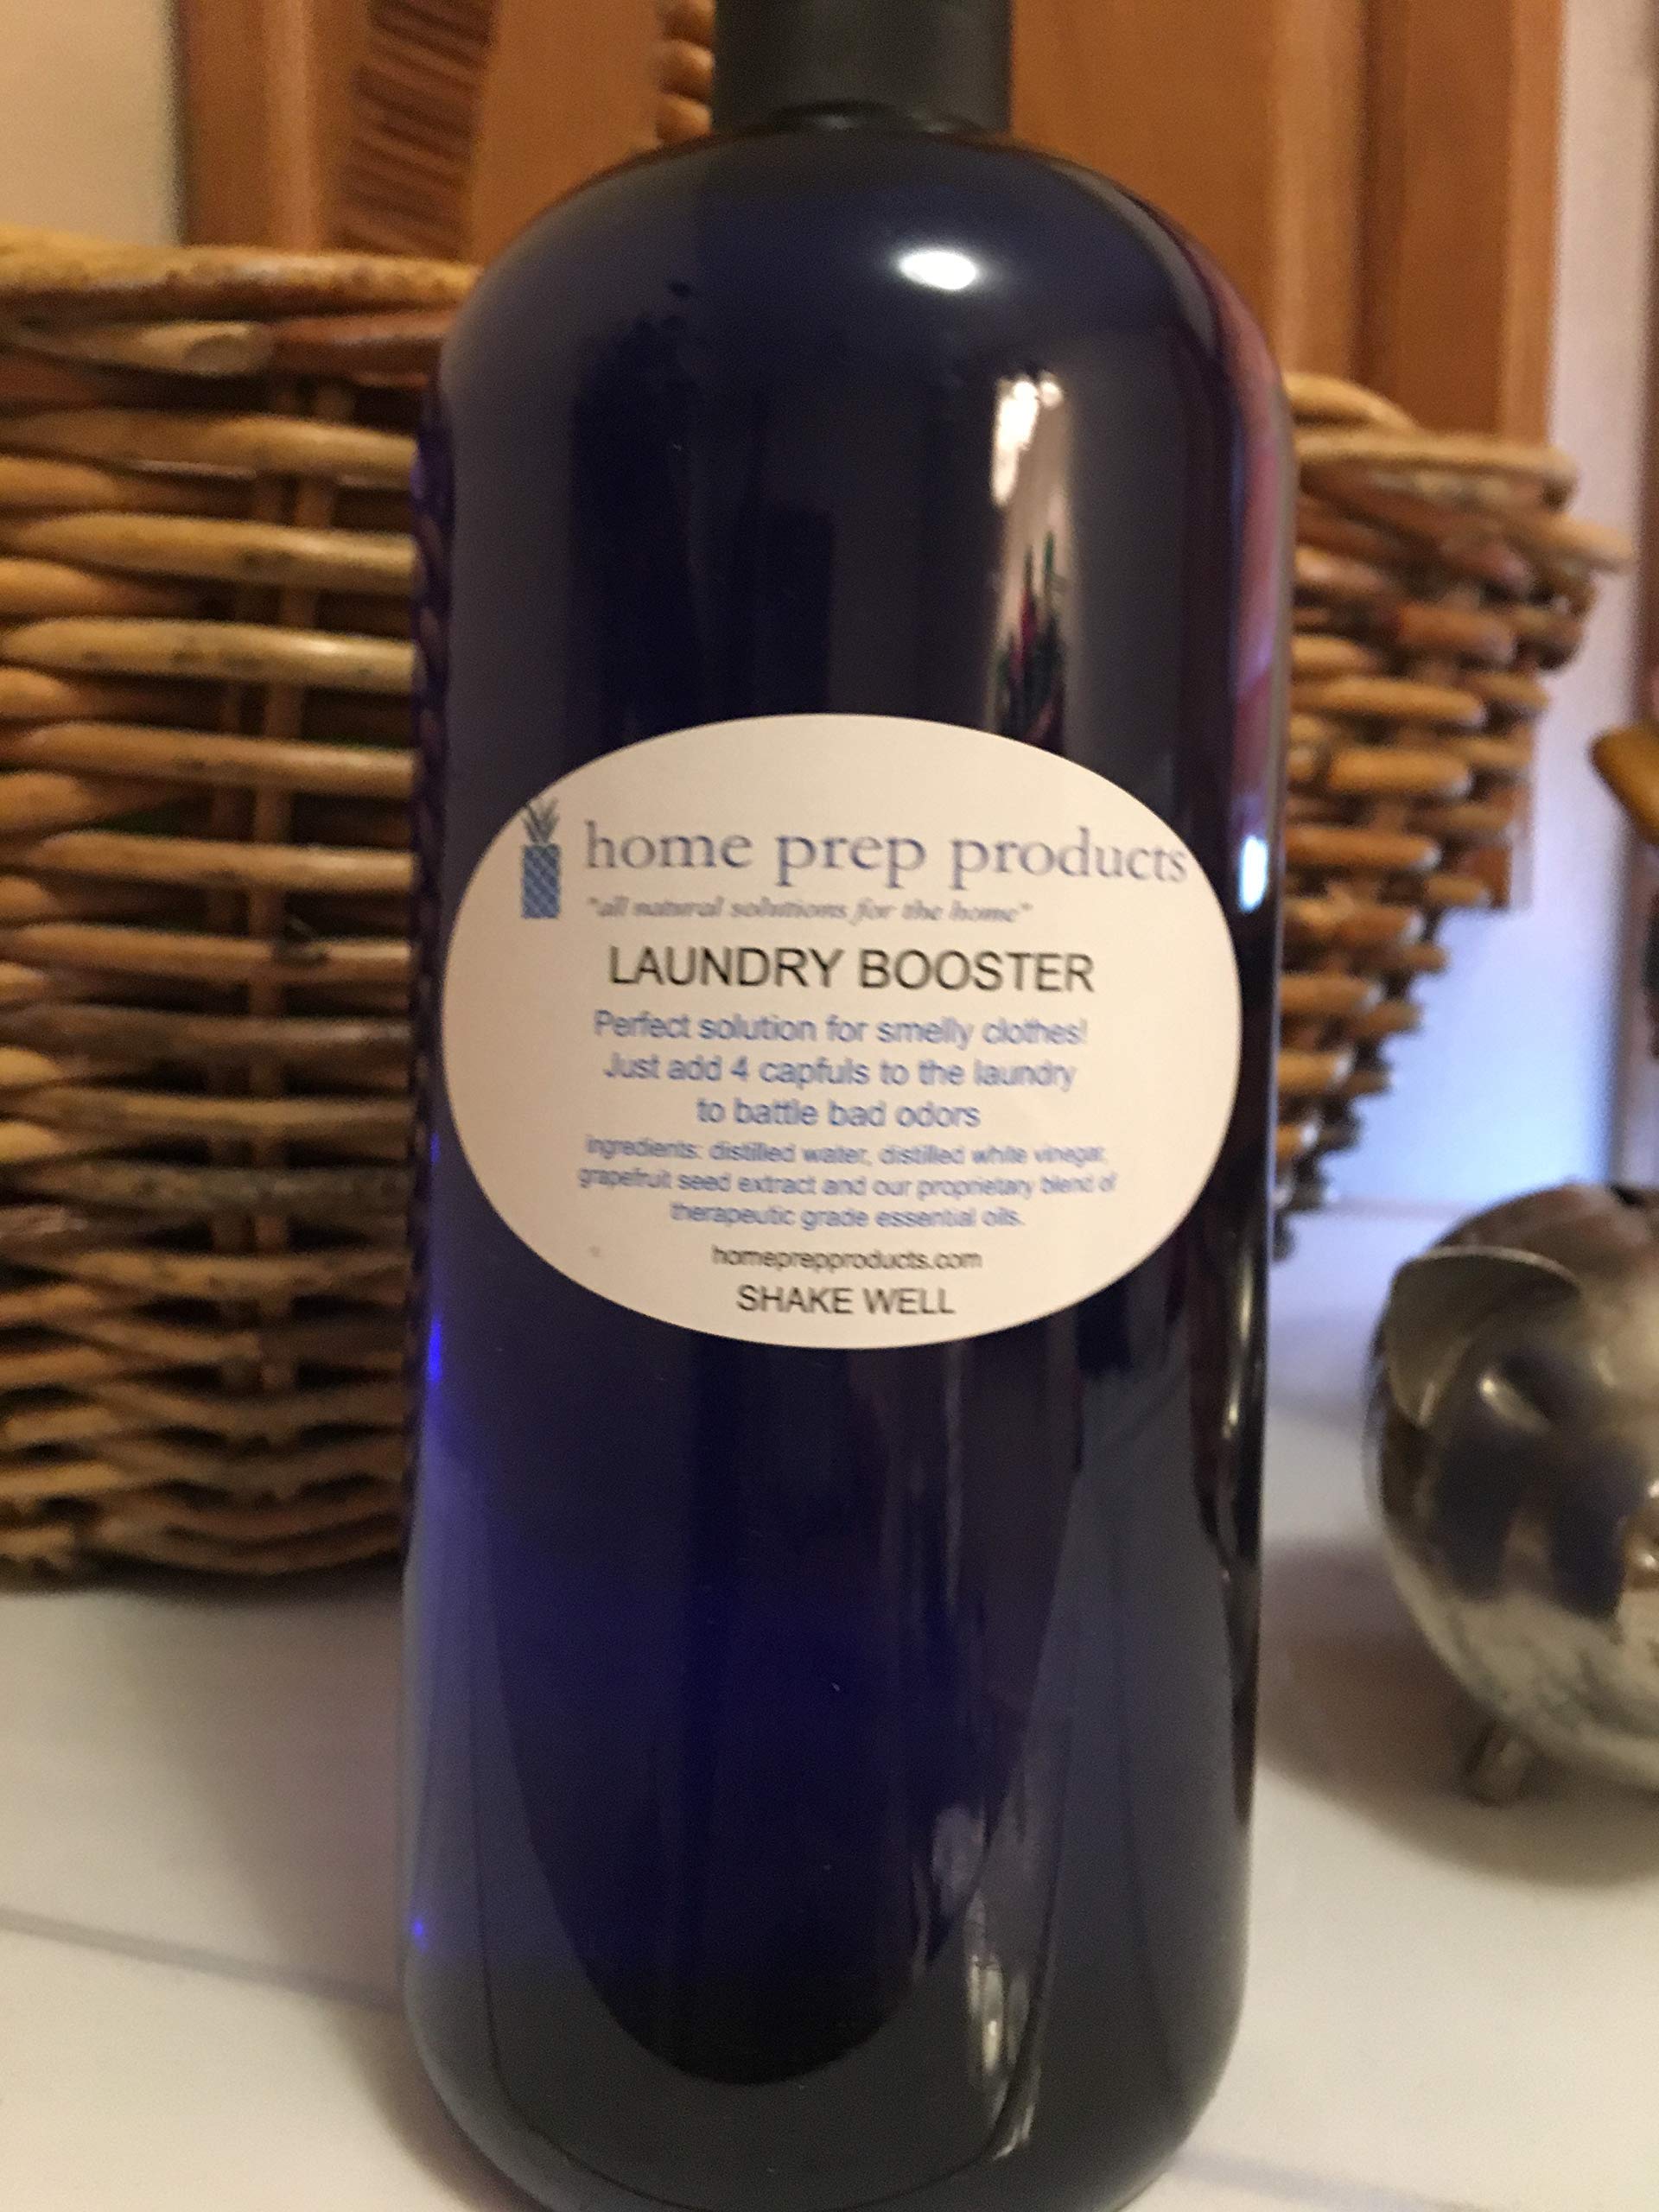 home prep products
"all natural solutions for the home"
LAUNDRY BOOSTER
Perfect solution for smelly clothes!
Just add 4 capfuls to the laundry
to battle bad odors
ingredients: distilled water, distilled white vinegar,
grapefruit seed extract and our proprietary blend of
therapeutic grade essential oils.
homeprepproducts.com
SHAKE WELL